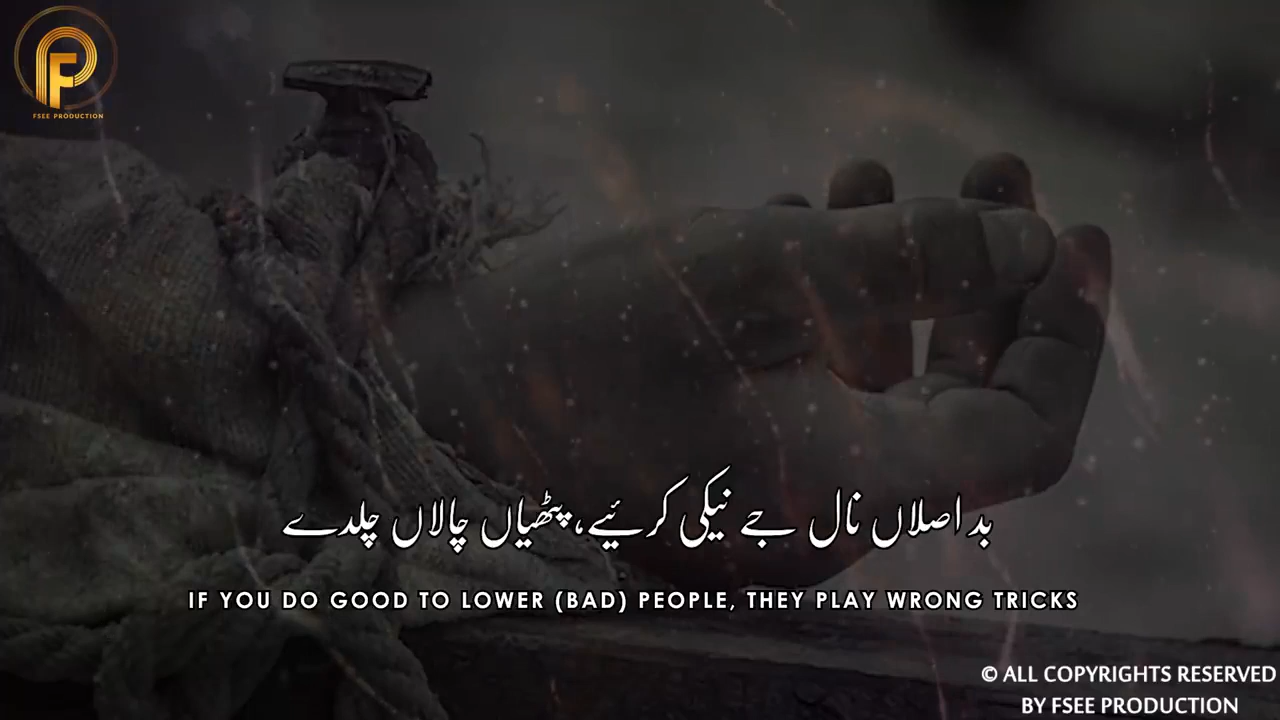 FSEE PRODUCTION
بد اصلاں نال جے نیکی کرئیے، پٹھیاں چالاں چلدے
IF YOU DO GOOD TO LOWER (BAD) PEOPLE, THEY PLAY WRONG TRICKS
© ALL COPYRIGHTS RESERVED
BY FSEE PRODUCTION